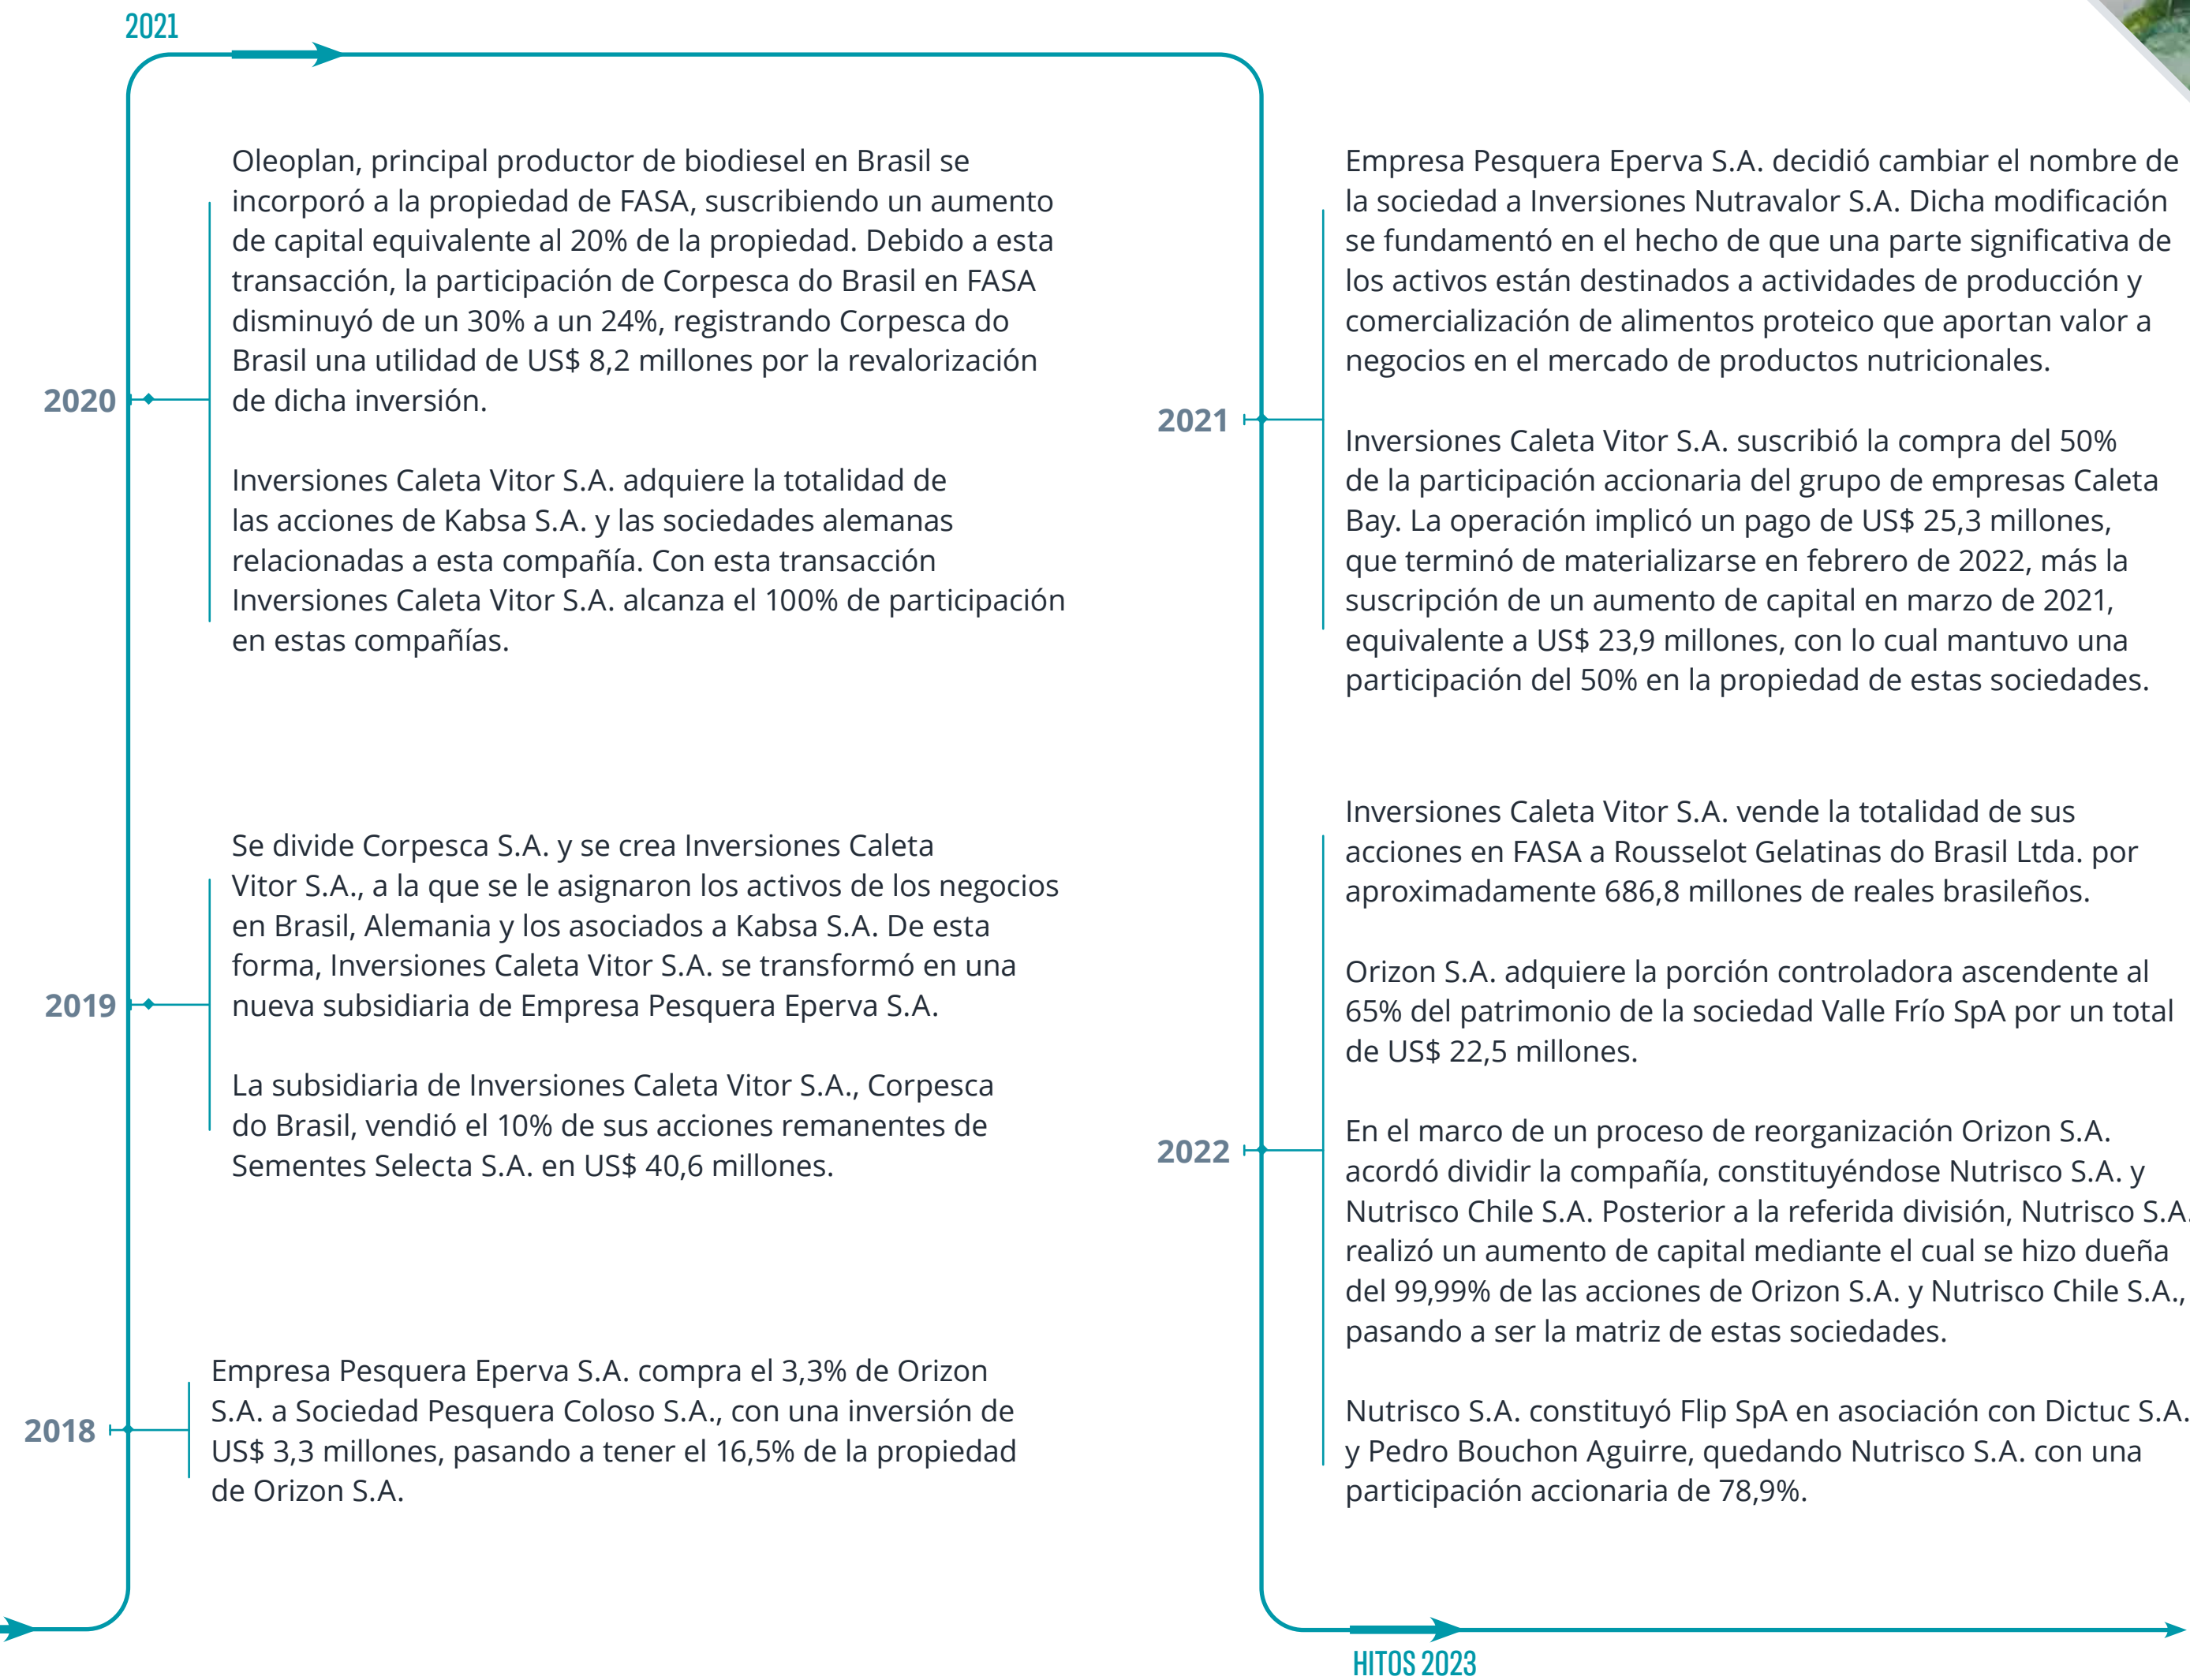 2021
Oleoplan, principal productor de biodiesel en Brasil se
incorporó a la propiedad de FASA, suscribiendo un aumento
de capital equivalente al 20% de la propiedad. Debido a esta
transacción, la participación de Corpesca do Brasil en FASA
disminuyó de un 30% a un 24%, registrando Corpesca do
Brasil una utilidad de US$ 8,2 millones por la revalorización
de dicha inversión.
2020
Inversiones Caleta Vitor S.A. adquiere la totalidad de
las acciones de Kabsa S.A. y las sociedades alemanas
relacionadas a esta compañía. Con esta transacción
Inversiones Caleta Vitor S.A. alcanza el 100% de participación
en estas compañías.
Se divide Corpesca S.A. y se crea Inversiones Caleta
Vitor S.A., a la que se le asignaron los activos de los negocios
en Brasil, Alemania y los asociados a Kabsa S.A. De esta
forma, Inversiones Caleta Vitor S.A. se transformó en una
nueva subsidiaria de Empresa Pesquera Eperva S.A.
2019
La subsidiaria de Inversiones Caleta Vitor S.A., Corpesca
do Brasil, vendió el 10% de sus acciones remanentes de
Sementes Selecta S.A. en US$ 40,6 millones.
Empresa Pesquera Eperva S.A. compra el 3,3% de Orizon
S.A. a Sociedad Pesquera Coloso S.A., con una inversión de
2018
US$ 3,3 millones, pasando a tener el 16,5% de la propiedad
de Orizon S.A.
Empresa Pesquera Eperva S.A. decidió cambiar el nombre de
la sociedad a Inversiones Nutravalor S.A. Dicha modificación
se fundamentó en el hecho de que una parte significativa de
los activos están destinados a actividades de producción y
comercialización de alimentos proteico que aportan valor a
negocios en el mercado de productos nutricionales.
2021
Inversiones Caleta Vitor S.A. suscribió la compra del 50%
de la participación accionaria del grupo de empresas Caleta
Bay. La operación implicó un pago de US$ 25,3 millones,
que terminó de materializarse en febrero de 2022, más la
suscripción de un aumento de capital en marzo de 2021,
equivalente a US$ 23,9 millones, con lo cual mantuvo una
participación del 50% en la propiedad de estas sociedades.
Inversiones Caleta Vitor S.A. vende la totalidad de sus
acciones en FASA a Rousselot Gelatinas do Brasil Ltda. por
aproximadamente 686,8 millones de reales brasileños.
Orizon S.A. adquiere la porción controladora ascendente al
65% del patrimonio de la sociedad Valle Frío SpA por un total
de US$ 22,5 millones.
En el marco de un proceso de reorganización Orizon S.A.
2022
acordó dividir la compañía, constituyéndose Nutrisco S.A. y
Nutrisco Chile S.A. Posterior a la referida división, Nutrisco S.A.
realizó un aumento de capital mediante el cual se hizo dueña
del 99,99% de las acciones de Orizon S.A. y Nutrisco Chile S.A.,
pasando a ser la matriz de estas sociedades.
Nutrisco S.A. constituyó Flip SpA en asociación con Dictuc S.A.
y Pedro Bouchon Aguirre, quedando Nutrisco S.A. con una
participación accionaria de 78,9%.
HITOS 2023